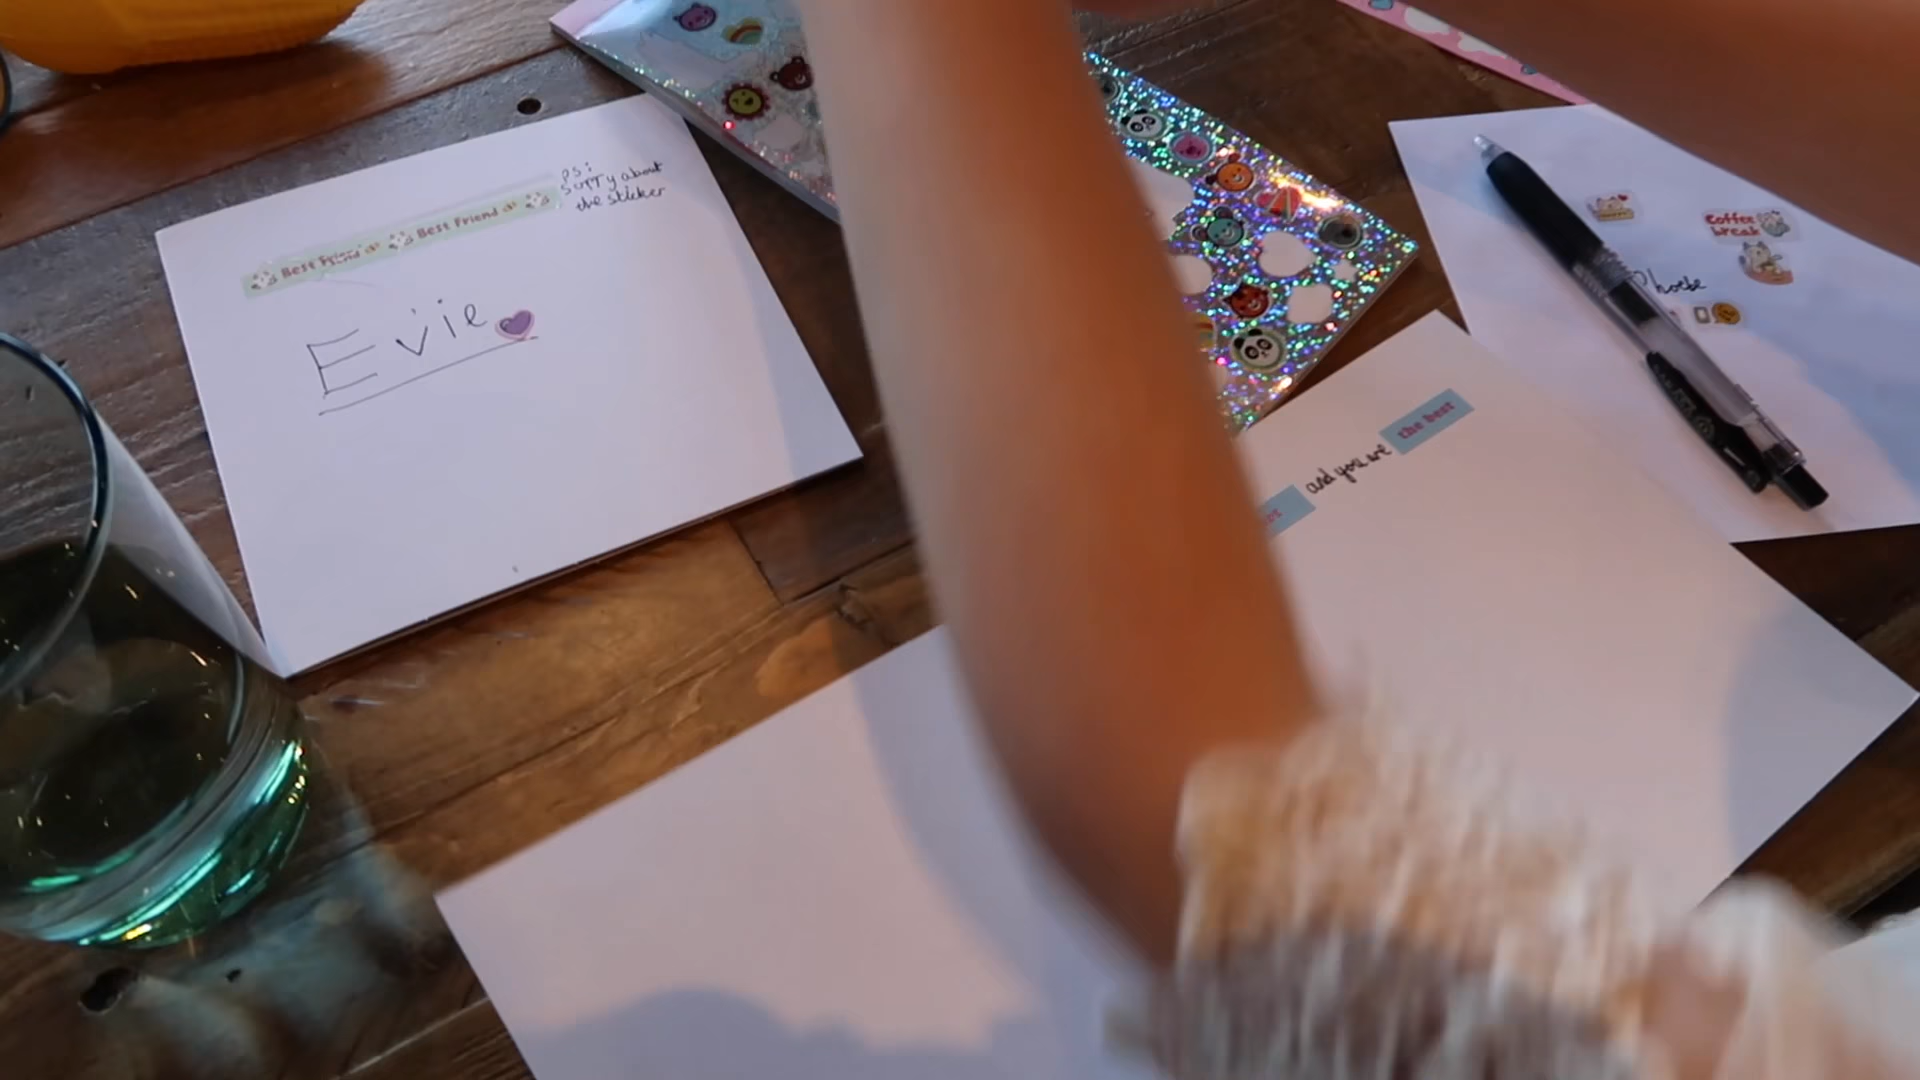 ps:
sorry about
the sticker
Best Friend Best Friend
Evie
Coffee
break
Phoebe
and you are the best